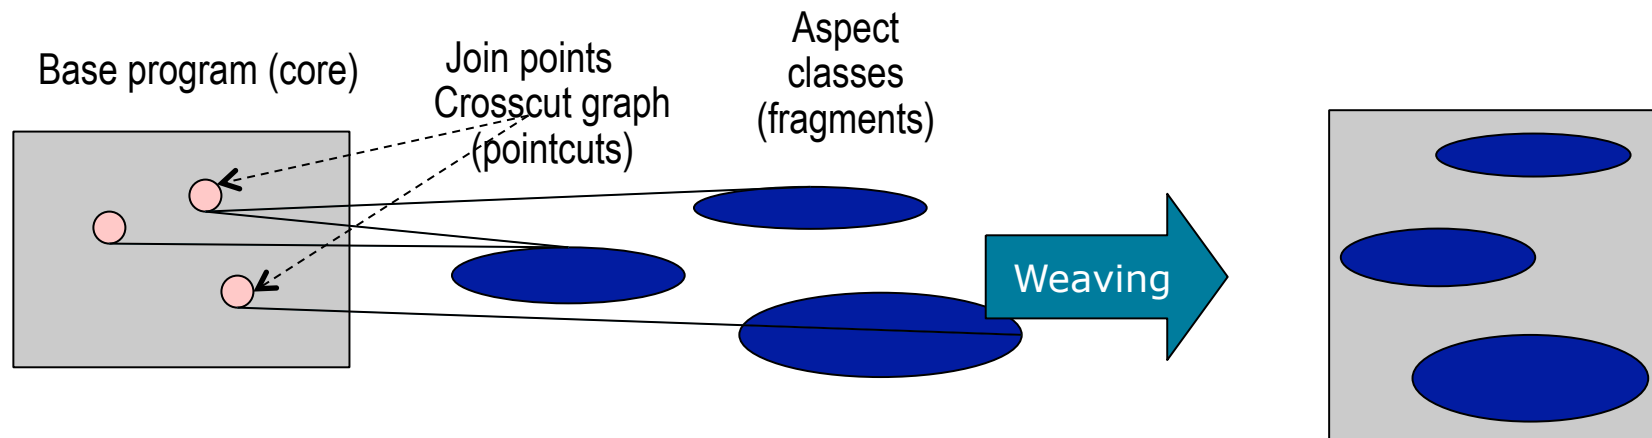 Base program (core)
Join points
Crosscut graph
(pointcuts)
Aspect
classes
(fragments)
Weaving